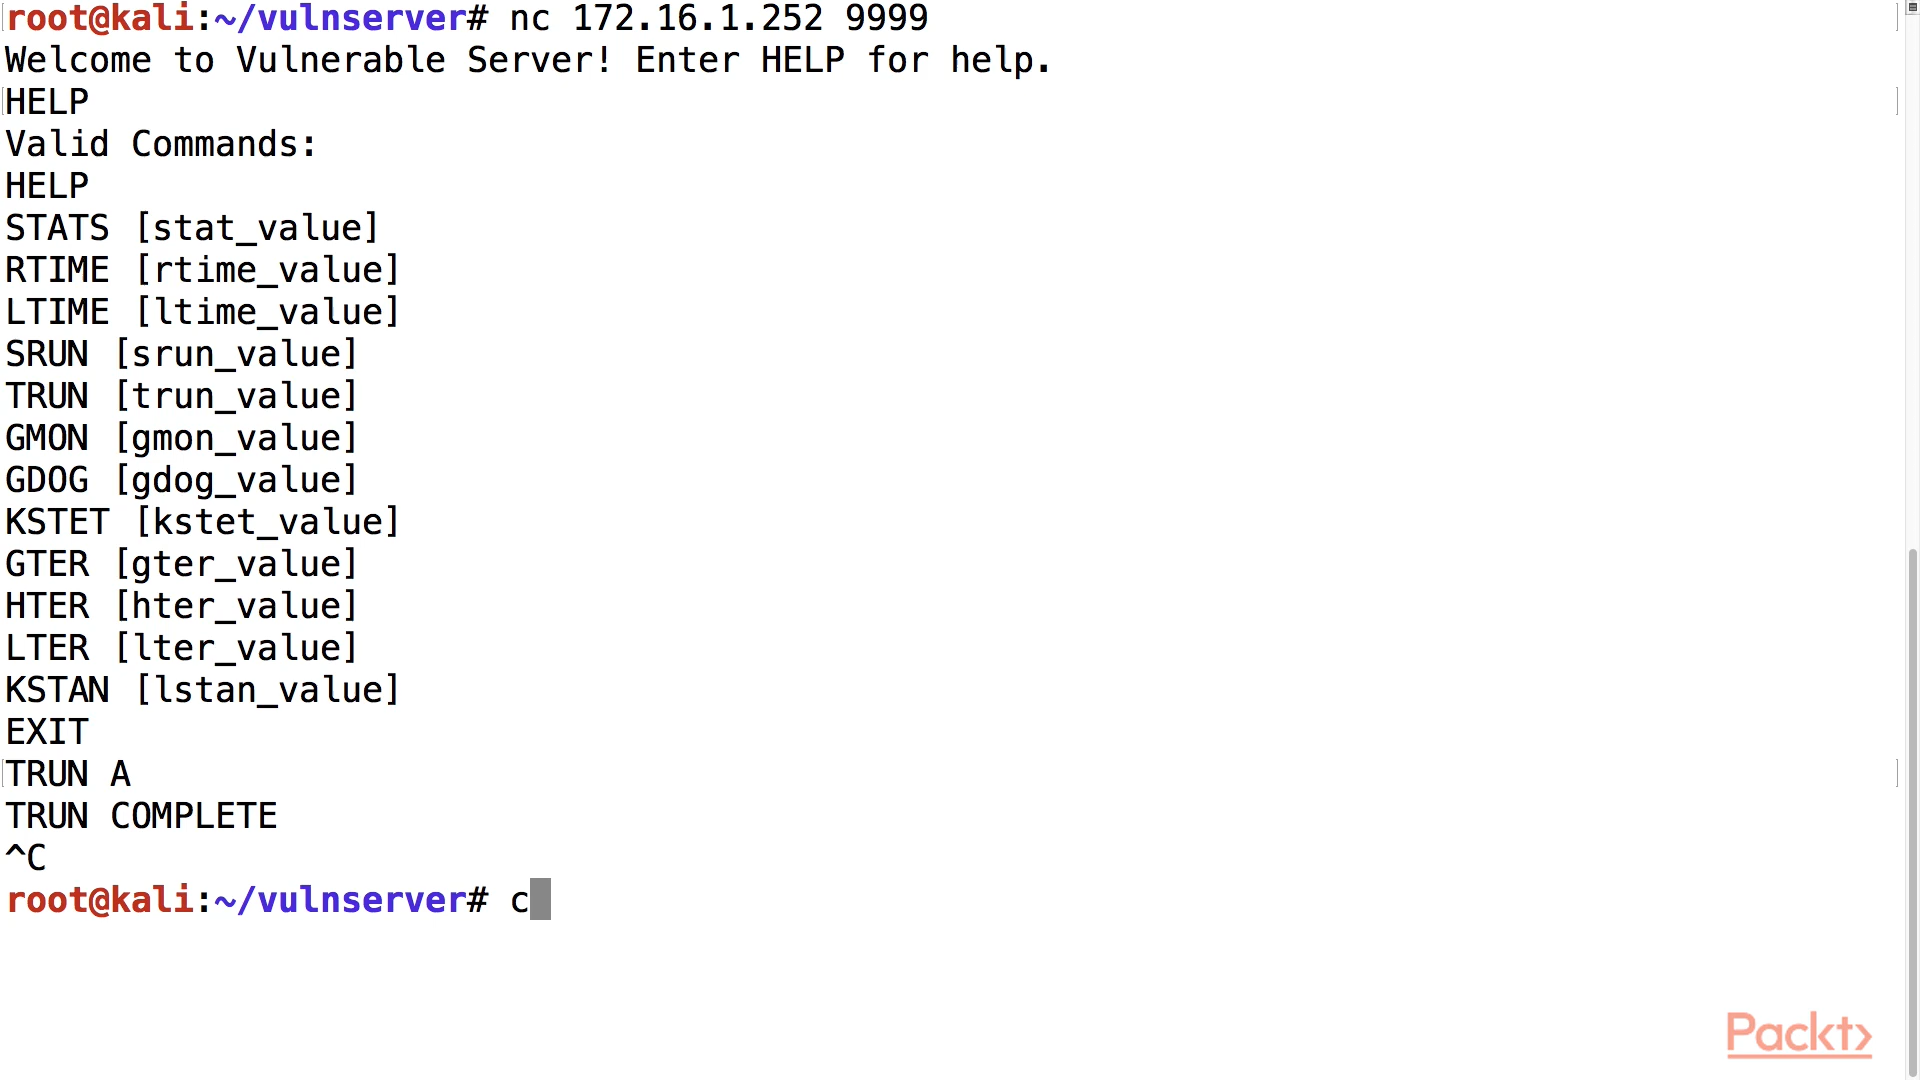 root@kali:~/vulnserver# nc 172.16.1.252 9999
Welcome to Vulnerable Server! Enter HELP for help.
HELP
Valid Commands:
HELP
STATS [stat_value]
RTIME [rtime_value]
LTIME [ltime_value]
SRUN [srun_value]
TRUN [trun_value]
GMON [gmon_value]
GDOG [gdog_value]
KSTET [kstet_value]
GTER [gter_value]
HTER [hter_value]
LTER [lter_value]
KSTAN [lstan_value]
EXIT
TRUN A
TRUN COMPLETE
^C
root@kali:~/vulnserver# c
Packt>